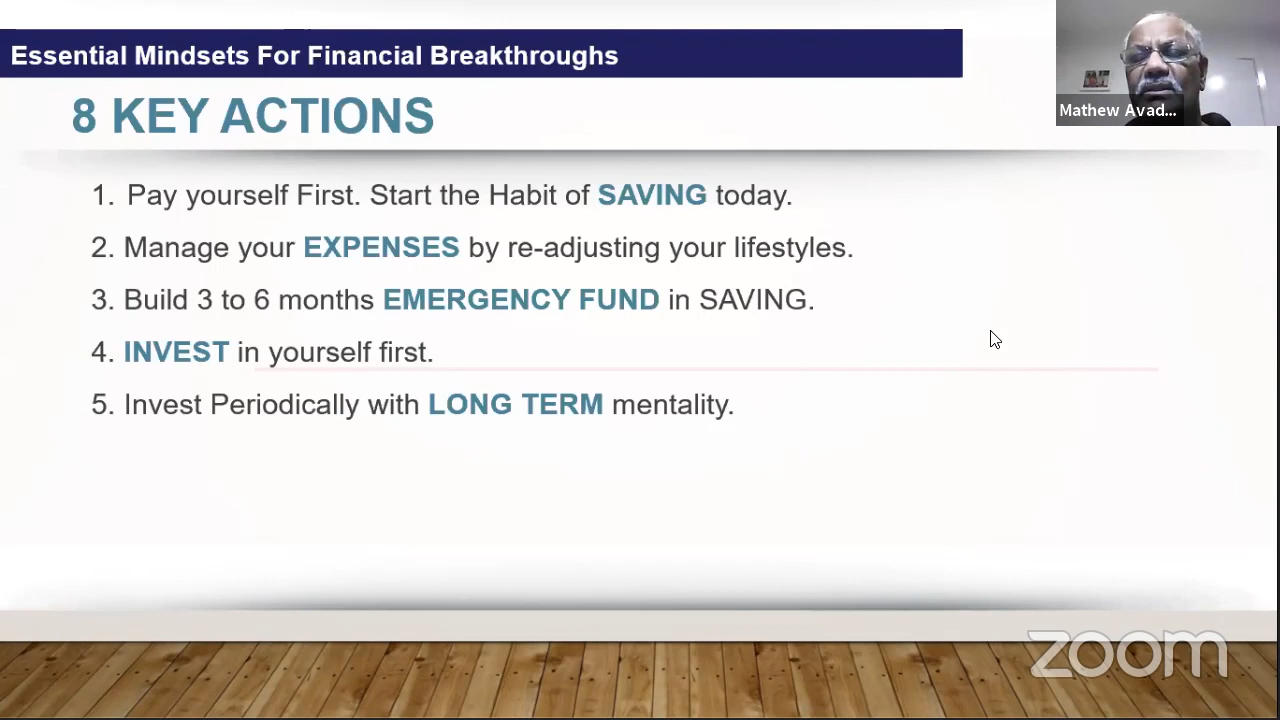 Essential Mindsets For Financial Breakthroughs
8 KEY ACTIONS
Mathew Avad...
1. Pay yourself First. Start the Habit of SAVING today.
2. Manage your EXPENSES by re-adjusting your lifestyles.
3. Build 3 to 6 months EMERGENCY FUND in SAVING.
4. INVEST in yourself first.
5. Invest Periodically with LONG TERM mentality.
zoom